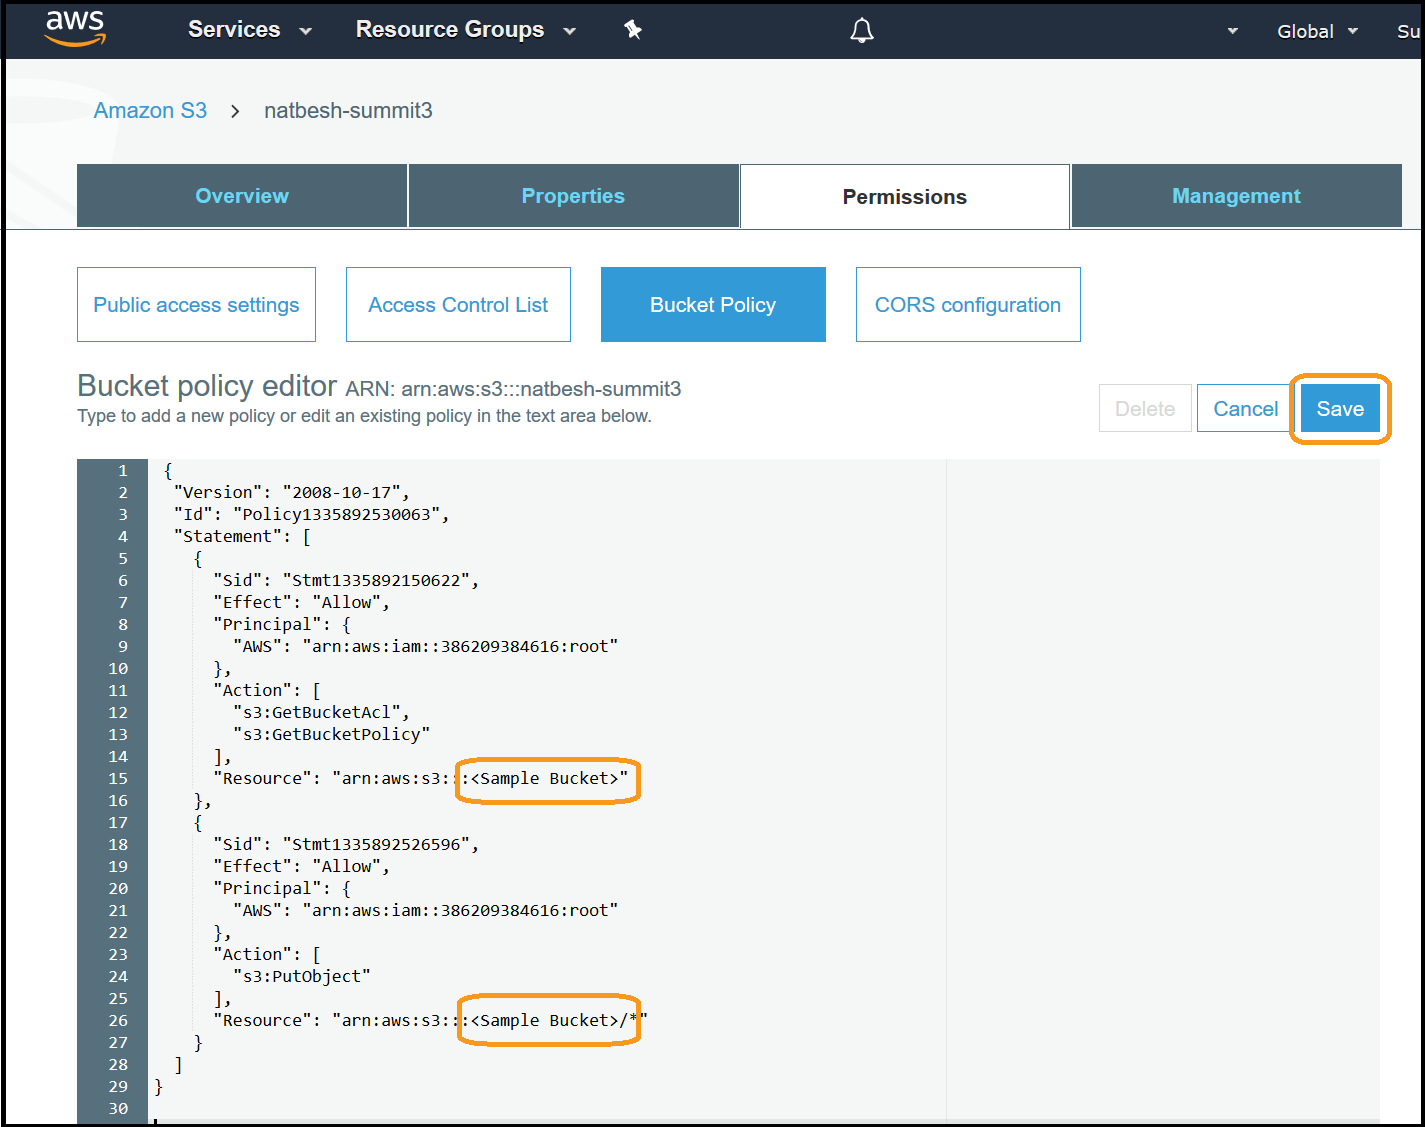 aws Services Resource Groups Global Su
Amazon S3 > natbesh-summit3
Overview Properties Permissions Management
Public access settings Access Control List Bucket Policy CORS configuration
Bucket policy editor ARN: arn:aws:s3:::natbesh-summit3
Type to add a new policy or edit an existing policy in the text area below.
Delete Cancel Save
1 {
2 "Version": "2008-10-17",
3 "Id": "Policy1335892530063",
4 "Statement": [
5 {
6 "Sid": "Stmt1335892150622",
7 "Effect": "Allow",
8 "Principal": {
9 "AWS": "arn:aws:iam::386209384616:root"
10 },
11 "Action": [
12 "s3:GetBucketAcl",
13 "s3:GetBucketPolicy"
14 ],
15 "Resource": "arn:aws:s3:::<Sample Bucket>"
16 },
17 {
18 "Sid": "Stmt1335892526596",
19 "Effect": "Allow",
20 "Principal": {
21 "AWS": "arn:aws:iam::386209384616:root"
22 },
23 "Action": [
24 "s3:PutObject"
25 ],
26 "Resource": "arn:aws:s3:::<Sample Bucket>/*"
27 }
28 ]
29 }
30